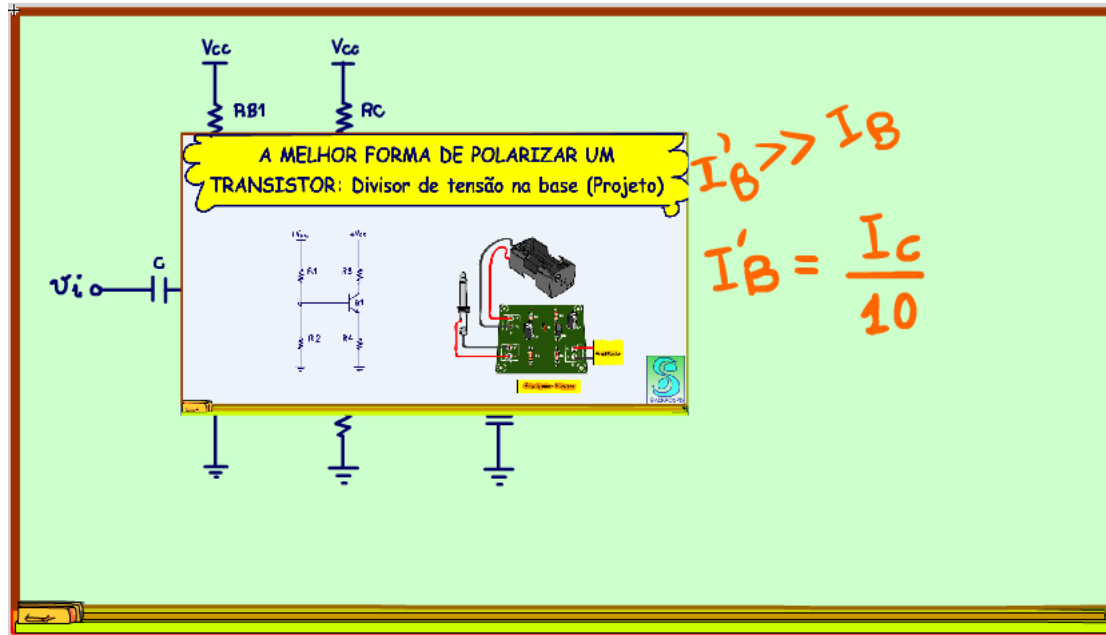 Vcc
Vcc
RB1
RC
A MELHOR FORMA DE POLARIZAR UM
TRANSISTOR: Divisor de tensão na base (Projeto)
I'B >> IB
I'B = IC
10
+Vcc
R1
R3
R2
R4
C
vi